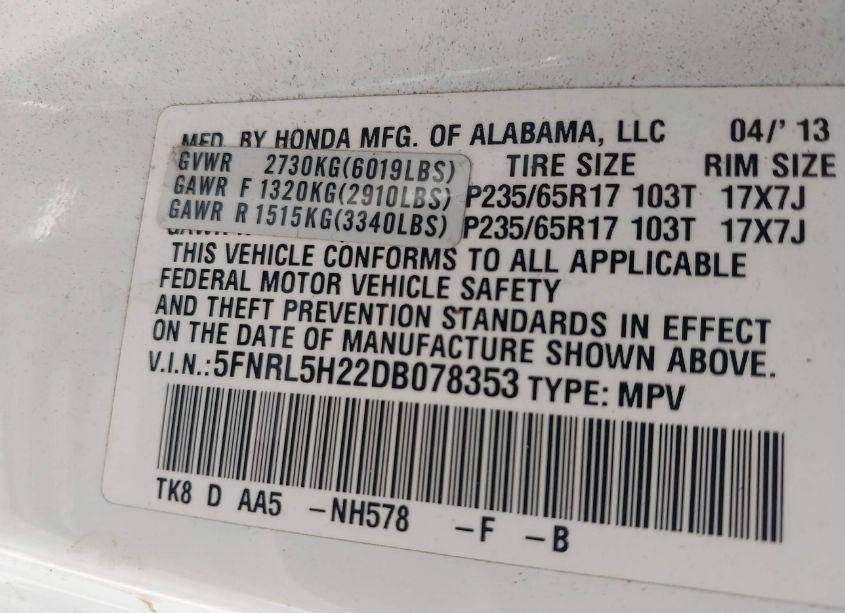 MFD. BY HONDA MFG. OF ALABAMA, LLC 04/' 13
GVWR 2730KG(6019LBS) TIRE SIZE RIM SIZE
GAWR F 1320KG(2910LBS) P235/65R17 103T 17X7J
GAWR R 1515KG(3340LBS) P235/65R17 103T 17X7J
THIS VEHICLE CONFORMS TO ALL APPLICABLE
FEDERAL MOTOR VEHICLE SAFETY
AND THEFT PREVENTION STANDARDS IN EFFECT
ON THE DATE OF MANUFACTURE SHOWN ABOVE.
V.I.N.:5FNRL5H22DB078353 TYPE: MPV
TK8 D AA5 -NH578 -F -B